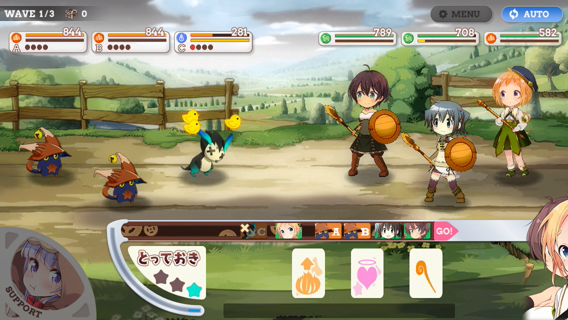 WAVE 1/3 0
MENU
AUTO
844 844 281 789 708 582
A B C
C A B GO!
とっておき
SUPPORT